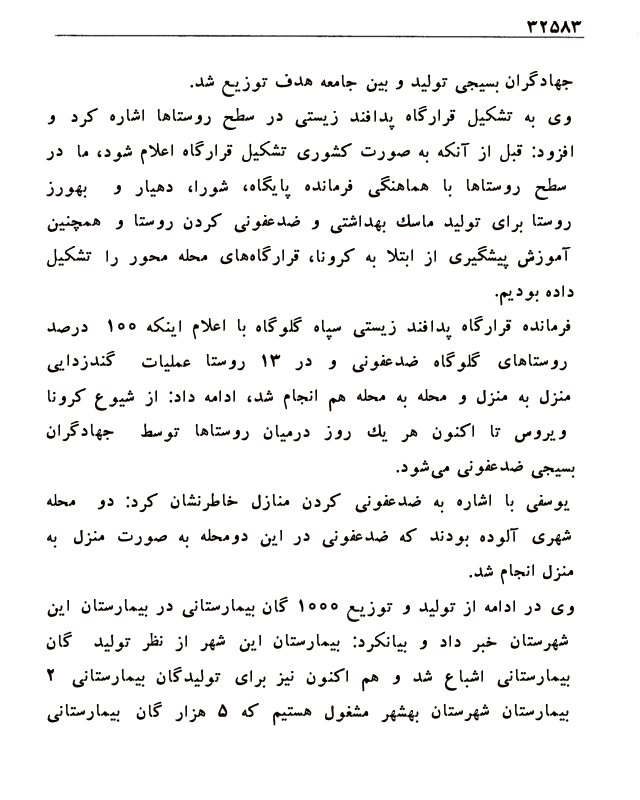 ۳۲۵۸۳
جهادگران بسیجی تولید و بین جامعه هدف توزیع شد.
وی به تشکیل قرارگاه پدافند زیستی در سطح روستاها اشاره کرد و
افزود: قبل از آنکه به صورت کشوری تشکیل قرارگاه اعلام شود، ما در
سطح روستاها با هماهنگی فرمانده پایگاه، شورا، دهیار و بهورز
روستا برای تولید ماسك بهداشتی و ضدعفونی کردن روستا و همچنین
آموزش پیشگیری از ابتلا به کرونا، قرارگاه‌های محله محور را تشکیل
داده بودیم.
فرمانده قرارگاه پدافند زیستی سپاه گلوگاه با اعلام اینکه ۱۰۰ درصد
روستاهای گلوگاه ضدعفونی و در ۱۳ روستا عملیات گندزدایی
منزل به منزل و محله به محله هم انجام شد، ادامه داد: از شیوع کرونا
ویروس تا اکنون هر یك روز درمیان روستاها توسط جهادگران
بسیجی ضدعفونی می‌شود.
یوسفی با اشاره به ضدعفونی کردن منازل خاطرنشان کرد: دو محله
شهری آلوده بودند که ضدعفونی در این دومحله به صورت منزل به
منزل انجام شد.
وی در ادامه از تولید و توزیع ۱۰۰۰ گان بیمارستانی در بیمارستان این
شهرستان خبر داد و بیانکرد: بیمارستان این شهر از نظر تولید گان
بیمارستانی اشباع شد و هم اکنون نیز برای تولیدگان بیمارستانی ۲
بیمارستان شهرستان بهشهر مشغول هستیم که ۵ هزار گان بیمارستانی